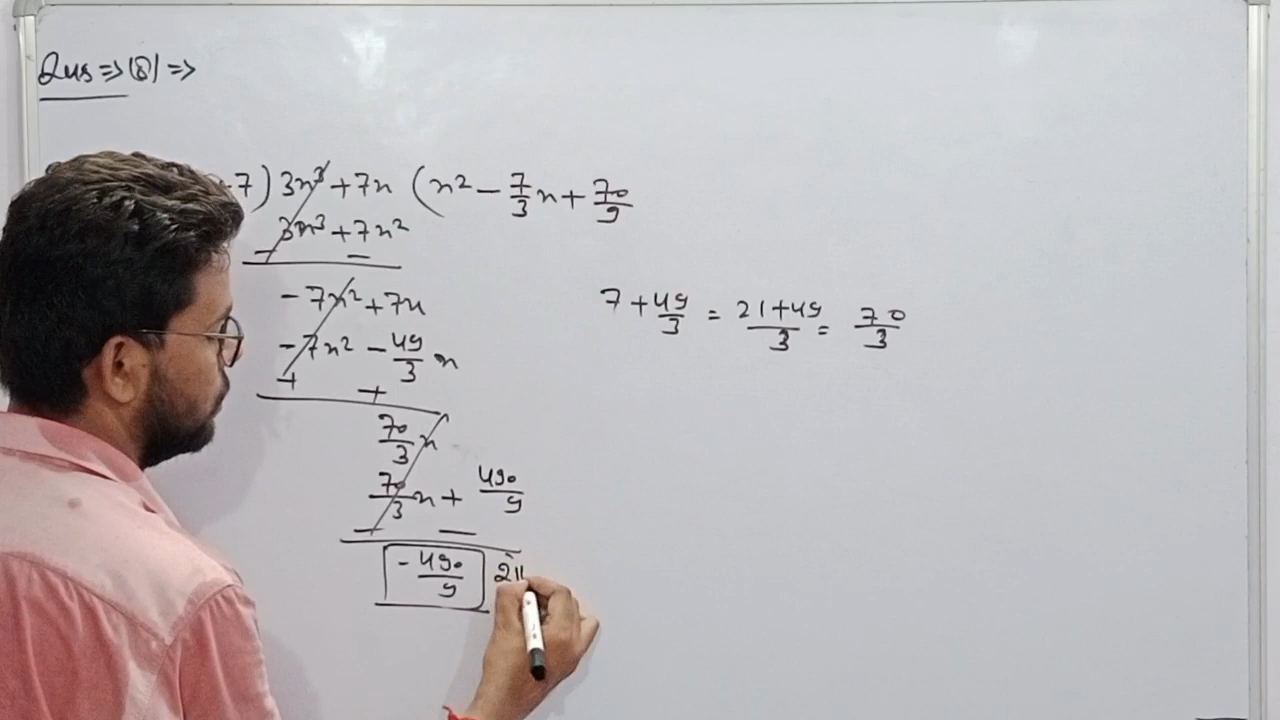 Qus ⇒ (8) ⇒
7) 3x³ + 7x ( x² - 7/3 x + 70/9
3x³ + 7x²
- -
- 7x² + 7x
- 7x² - 49/3 x
+ +
70/3 x
70/3 x + 490/9
- -
- 490/9
7 + 49/3 = 21+49/3 = 70/3